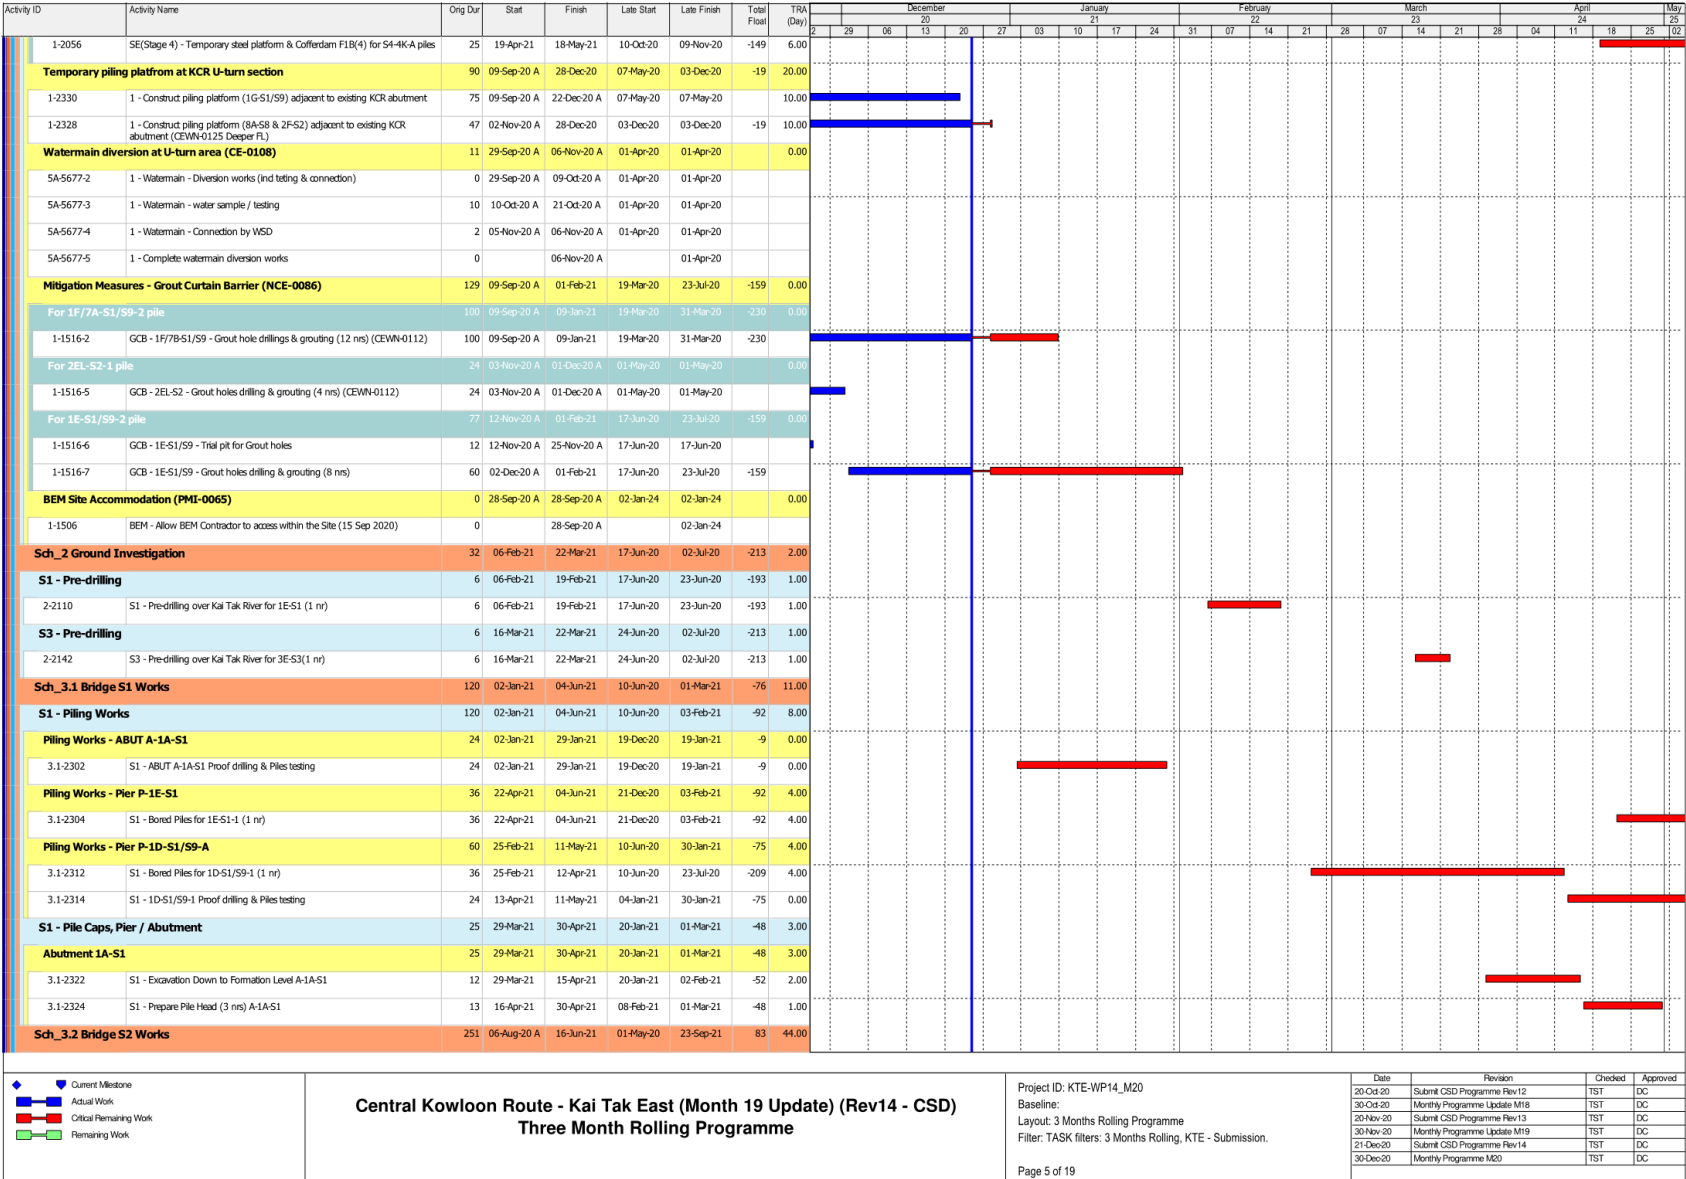 Activity ID Activity Name Orig Dur Start Finish Late Start Late Finish Total Float TRA (Day) December January February March April May
20 21 22 23 24 25
2 29 06 13 20 27 03 10 17 24 31 07 14 21 28 07 14 21 28 04 11 18 25 02
1-2056 SE(Stage 4) - Temporary steel platform & Cofferdam F1B(4) for S4-4K-A piles 25 19-Apr-21 18-May-21 10-Oct-20 09-Nov-20 -149 6.00
Temporary piling platfrom at KCR U-turn section 90 09-Sep-20 A 28-Dec-20 07-May-20 03-Dec-20 -19 20.00
1-2330 1 - Construct piling platform (1G-S1/S9) adjacent to existing KCR abutment 75 09-Sep-20 A 22-Dec-20 A 07-May-20 07-May-20 10.00
1-2328 1 - Construct piling platform (8A-S8 & 2F-S2) adjacent to existing KCR 47 02-Nov-20 A 28-Dec-20 03-Dec-20 03-Dec-20 -19 10.00
abutment (CEWN-0125 Deeper FL)
Watermain diversion at U-turn area (CE-0108) 11 29-Sep-20 A 06-Nov-20 A 01-Apr-20 01-Apr-20 0.00
5A-5677-2 1 - Watermain - Diversion works (ind teting & connection) 0 29-Sep-20 A 09-Oct-20 A 01-Apr-20 01-Apr-20
5A-5677-3 1 - Watermain - water sample / testing 10 10-Oct-20 A 21-Oct-20 A 01-Apr-20 01-Apr-20
5A-5677-4 1 - Watermain - Connection by WSD 2 05-Nov-20 A 06-Nov-20 A 01-Apr-20 01-Apr-20
5A-5677-5 1 - Complete watermain diversion works 0 06-Nov-20 A 01-Apr-20
Mitigation Measures - Grout Curtain Barrier (NCE-0086) 129 09-Sep-20 A 01-Feb-21 19-Mar-20 23-Jul-20 -159 0.00
For 1F/7A-S1/S9-2 pile 100 09-Sep-20 A 09-Jan-21 19-Mar-20 31-Mar-20 -230 0.00
1-1516-2 GCB - 1F/7B-S1/S9 - Grout hole drillings & grouting (12 nrs) (CEWN-0112) 100 09-Sep-20 A 09-Jan-21 19-Mar-20 31-Mar-20 -230
For 2EL-S2-1 pile 24 03-Nov-20 A 01-Dec-20 A 01-May-20 01-May-20 0.00
1-1516-5 GCB - 2EL-S2 - Grout holes drilling & grouting (4 nrs) (CEWN-0112) 24 03-Nov-20 A 01-Dec-20 A 01-May-20 01-May-20
For 1E-S1/S9-2 pile 77 12-Nov-20 A 01-Feb-21 17-Jun-20 23-Jul-20 -159 0.00
1-1516-6 GCB - 1E-S1/S9 - Trial pit for Grout holes 12 12-Nov-20 A 25-Nov-20 A 17-Jun-20 17-Jun-20
1-1516-7 GCB - 1E-S1/S9 - Grout holes drilling & grouting (8 nrs) 60 02-Dec-20 A 01-Feb-21 17-Jun-20 23-Jul-20 -159
BEM Site Accommodation (PMI-0065) 0 28-Sep-20 A 28-Sep-20 A 02-Jan-24 02-Jan-24 0.00
1-1506 BEM - Allow BEM Contractor to access within the Site (15 Sep 2020) 0 28-Sep-20 A 02-Jan-24
Sch_2 Ground Investigation 32 06-Feb-21 22-Mar-21 17-Jun-20 02-Jul-20 -213 2.00
S1 - Pre-drilling 6 06-Feb-21 19-Feb-21 17-Jun-20 23-Jun-20 -193 1.00
2-2110 S1 - Pre-drilling over Kai Tak River for 1E-S1 (1 nr) 6 06-Feb-21 19-Feb-21 17-Jun-20 23-Jun-20 -193 1.00
S3 - Pre-drilling 6 16-Mar-21 22-Mar-21 24-Jun-20 02-Jul-20 -213 1.00
2-2142 S3 - Pre-drilling over Kai Tak River for 3E-S3(1 nr) 6 16-Mar-21 22-Mar-21 24-Jun-20 02-Jul-20 -213 1.00
Sch_3.1 Bridge S1 Works 120 02-Jan-21 04-Jun-21 10-Jun-20 01-Mar-21 -76 11.00
S1 - Piling Works 120 02-Jan-21 04-Jun-21 10-Jun-20 03-Feb-21 -92 8.00
Piling Works - ABUT A-1A-S1 24 02-Jan-21 29-Jan-21 19-Dec-20 19-Jan-21 -9 0.00
3.1-2302 S1 - ABUT A-1A-S1 Proof drilling & Piles testing 24 02-Jan-21 29-Jan-21 19-Dec-20 19-Jan-21 -9 0.00
Piling Works - Pier P-1E-S1 36 22-Apr-21 04-Jun-21 21-Dec-20 03-Feb-21 -92 4.00
3.1-2304 S1 - Bored Piles for 1E-S1-1 (1 nr) 36 22-Apr-21 04-Jun-21 21-Dec-20 03-Feb-21 -92 4.00
Piling Works - Pier P-1D-S1/S9-A 60 25-Feb-21 11-May-21 10-Jun-20 30-Jan-21 -75 4.00
3.1-2312 S1 - Bored Piles for 1D-S1/S9-1 (1 nr) 36 25-Feb-21 12-Apr-21 10-Jun-20 23-Jul-20 -209 4.00
3.1-2314 S1 - 1D-S1/S9-1 Proof drilling & Piles testing 24 13-Apr-21 11-May-21 04-Jan-21 30-Jan-21 -75 0.00
S1 - Pile Caps, Pier / Abutment 25 29-Mar-21 30-Apr-21 20-Jan-21 01-Mar-21 -48 3.00
Abutment 1A-S1 25 29-Mar-21 30-Apr-21 20-Jan-21 01-Mar-21 -48 3.00
3.1-2322 S1 - Excavation Down to Formation Level A-1A-S1 12 29-Mar-21 15-Apr-21 20-Jan-21 02-Feb-21 -52 2.00
3.1-2324 S1 - Prepare Pile Head (3 nrs) A-1A-S1 13 16-Apr-21 30-Apr-21 08-Feb-21 01-Mar-21 -48 1.00
Sch_3.2 Bridge S2 Works 251 06-Aug-20 A 16-Jun-21 01-May-20 23-Sep-21 83 44.00
Current Milestone
Actual Work
Critical Remaining Work
Remaining Work
Central Kowloon Route - Kai Tak East (Month 19 Update) (Rev14 - CSD)
Three Month Rolling Programme
Project ID: KTE-WP14_M20
Baseline:
Layout: 3 Months Rolling Programme
Filter: TASK filters: 3 Months Rolling, KTE - Submission.
Page 5 of 19
Date Revision Checked Approved
20-Oct-20 Submit CSD Programme Rev12 TST DC
30-Oct-20 Monthly Programme Update M18 TST DC
20-Nov-20 Submit CSD Programme Rev13 TST DC
30-Nov-20 Monthly Programme Update M19 TST DC
21-Dec-20 Submit CSD Programme Rev14 TST DC
30-Dec-20 Monthly Programme M20 TST DC